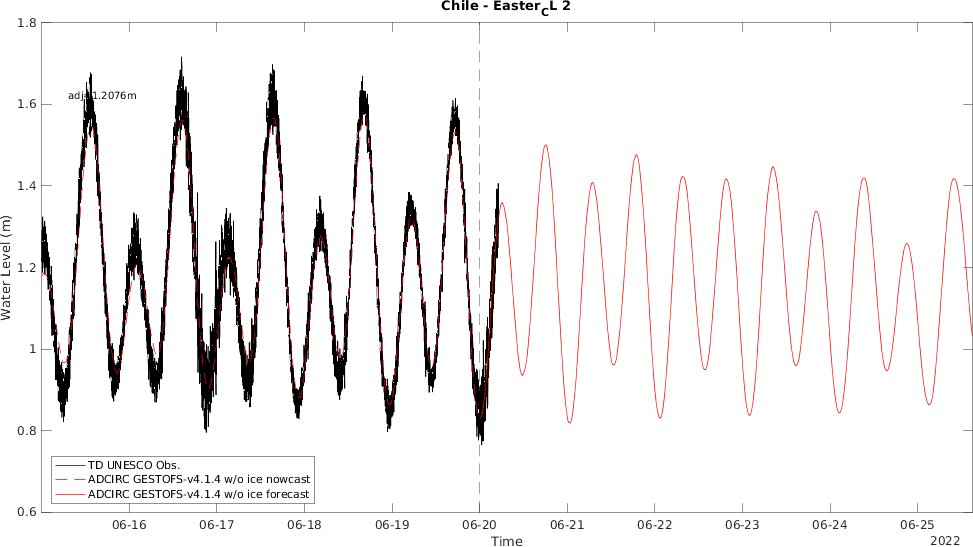 Chile - Easter_CL 2
1.8
1.6
1.4
1.2
1
0.8
0.6
Water Level (m)
adj=1.2076m
TD UNESCO Obs.
ADCIRC GESTOFS-v4.1.4 w/o ice nowcast
ADCIRC GESTOFS-v4.1.4 w/o ice forecast
06-16 06-17 06-18 06-19 06-20 06-21 06-22 06-23 06-24 06-25
Time
2022